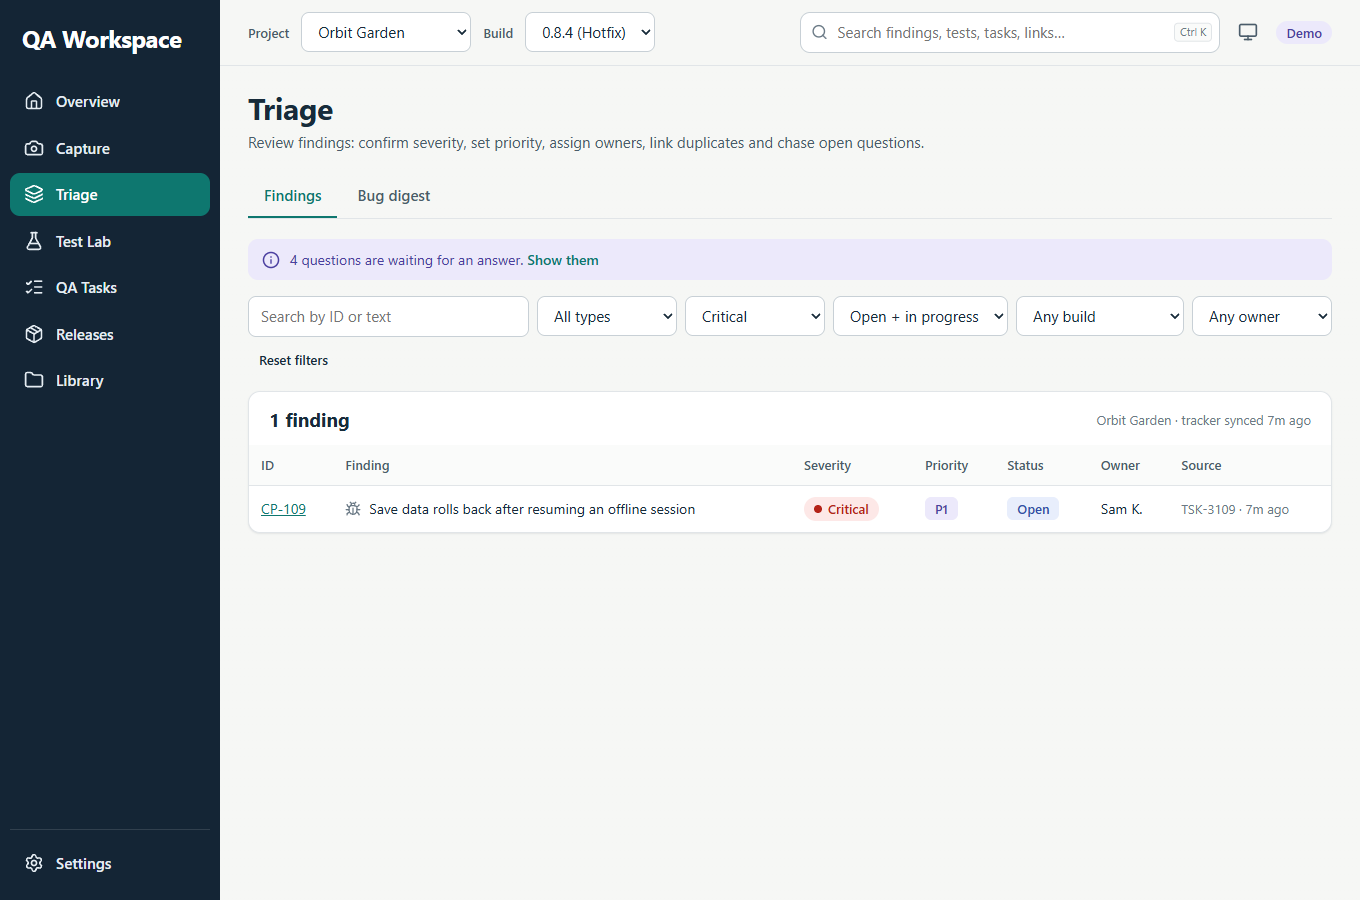 QA Workspace
Overview
Capture
Triage
Test Lab
QA Tasks
Releases
Library
Settings
Project
Orbit Garden
Build
0.8.4 (Hotfix)
Search findings, tests, tasks, links...
Ctrl K
Demo
Triage
Review findings: confirm severity, set priority, assign owners, link duplicates and chase open questions.
Findings
Bug digest
4 questions are waiting for an answer. Show them
Search by ID or text
All types
Critical
Open + in progress
Any build
Any owner
Reset filters
1 finding
Orbit Garden · tracker synced 7m ago
ID Finding Severity Priority Status Owner Source
CP-109 Save data rolls back after resuming an offline session Critical P1 Open Sam K. TSK-3109 · 7m ago